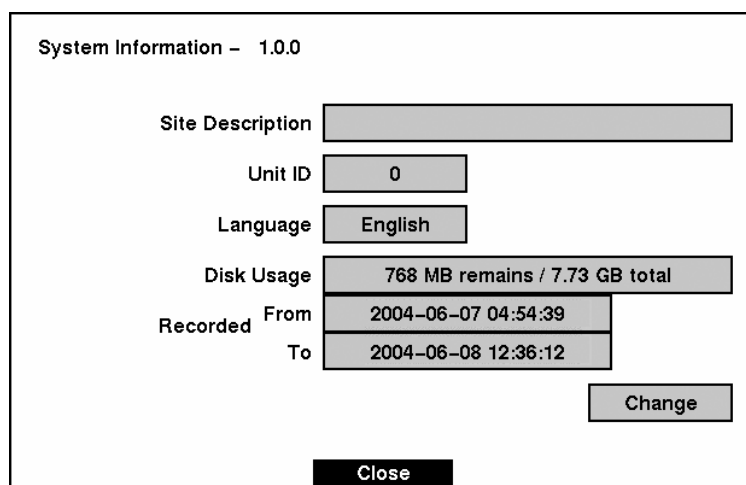 System Information – 1.0.0
Site Description
Unit ID 0
Language English
Disk Usage 768 MB remains / 7.73 GB total
Recorded From 2004–06–07 04:54:39
To 2004–06–08 12:36:12
Change
Close